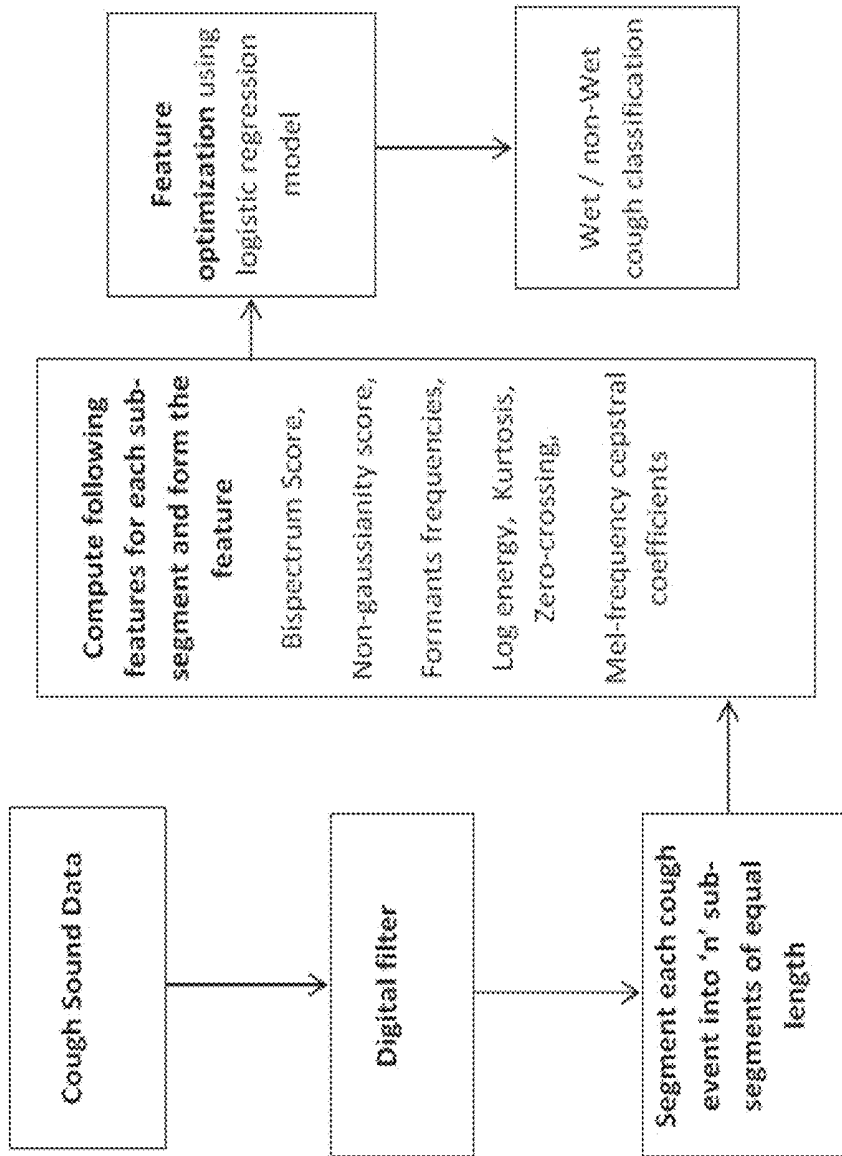 Cough Sound Data
Digital filter
Segment each cough
event into ‘n’ sub-
segments of equal
length
Compute following
features for each sub-
segment and form the
feature
Bispectrum Score,
Non-gaussianity score,
Formants frequencies,
Log energy, Kurtosis,
Zero-crossing,
Mel-frequency cepstral
coefficients
Feature
optimization using
logistic regression
model
Wet / non-Wet
cough classification